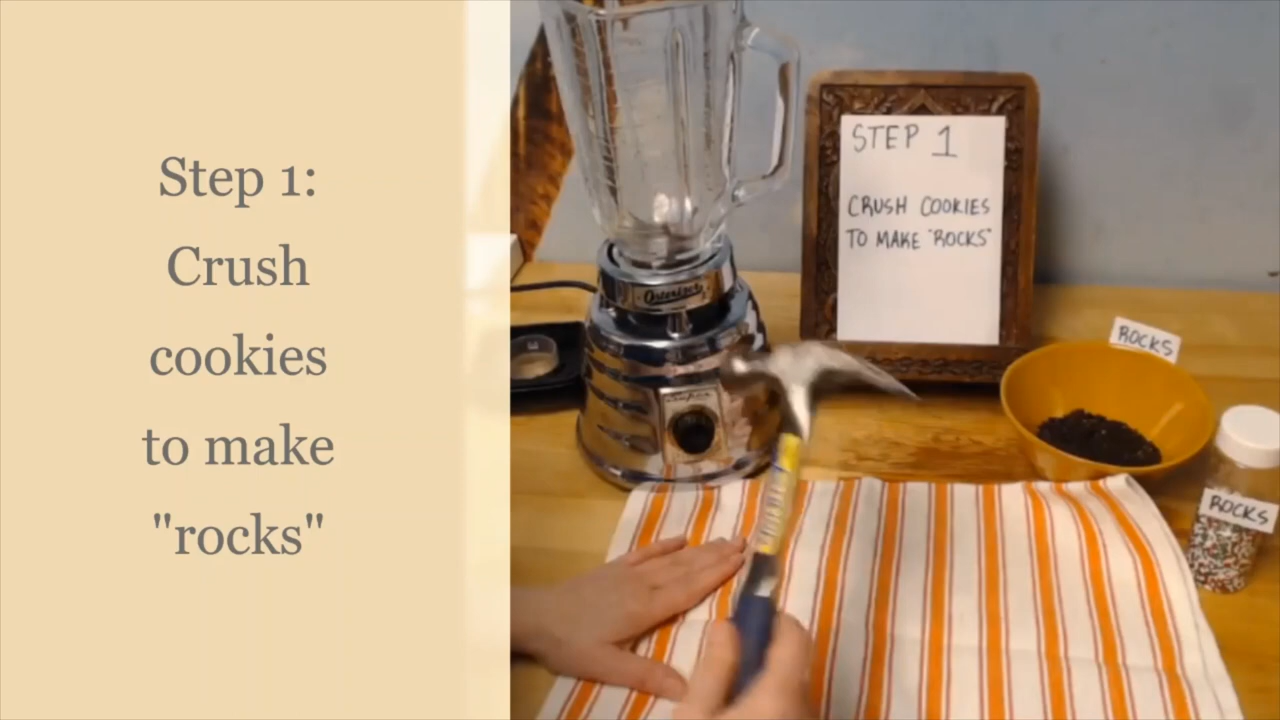 Step 1:
Crush
cookies
to make
"rocks"
STEP 1
CRUSH COOKIES
TO MAKE "ROCKS"
Osterizer
ROCKS
ROCKS